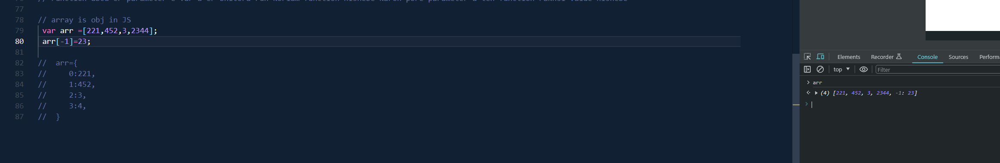 77
78 // array is obj in JS
79 var arr =[221,452,3,2344];
80 arr[-1]=23;
81
82 // arr={
83 // 0:221,
84 // 1:452,
85 // 2:3,
86 // 3:4,
87 // }
Elements Recorder Console Sources Performa
top ▼ Filter
> arr
(4) [221, 452, 3, 2344, -1: 23]
>